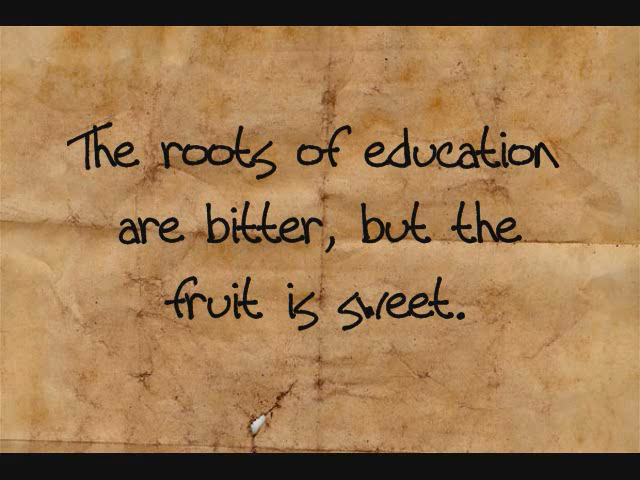 The roots of education
are bitter, but the
fruit is sweet.